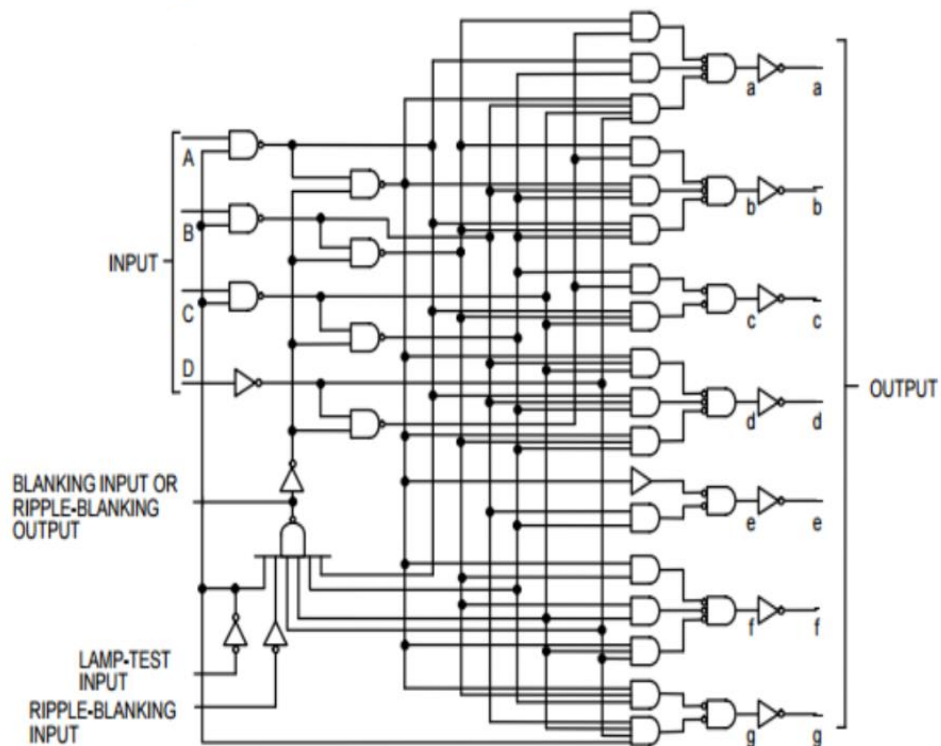 a
a
A
b
b
B
INPUT
C
c
c
D
OUTPUT
d
d
BLANKING INPUT OR
RIPPLE-BLANKING
OUTPUT
e
e
f
f
LAMP-TEST
INPUT
RIPPLE-BLANKING
INPUT
g
g